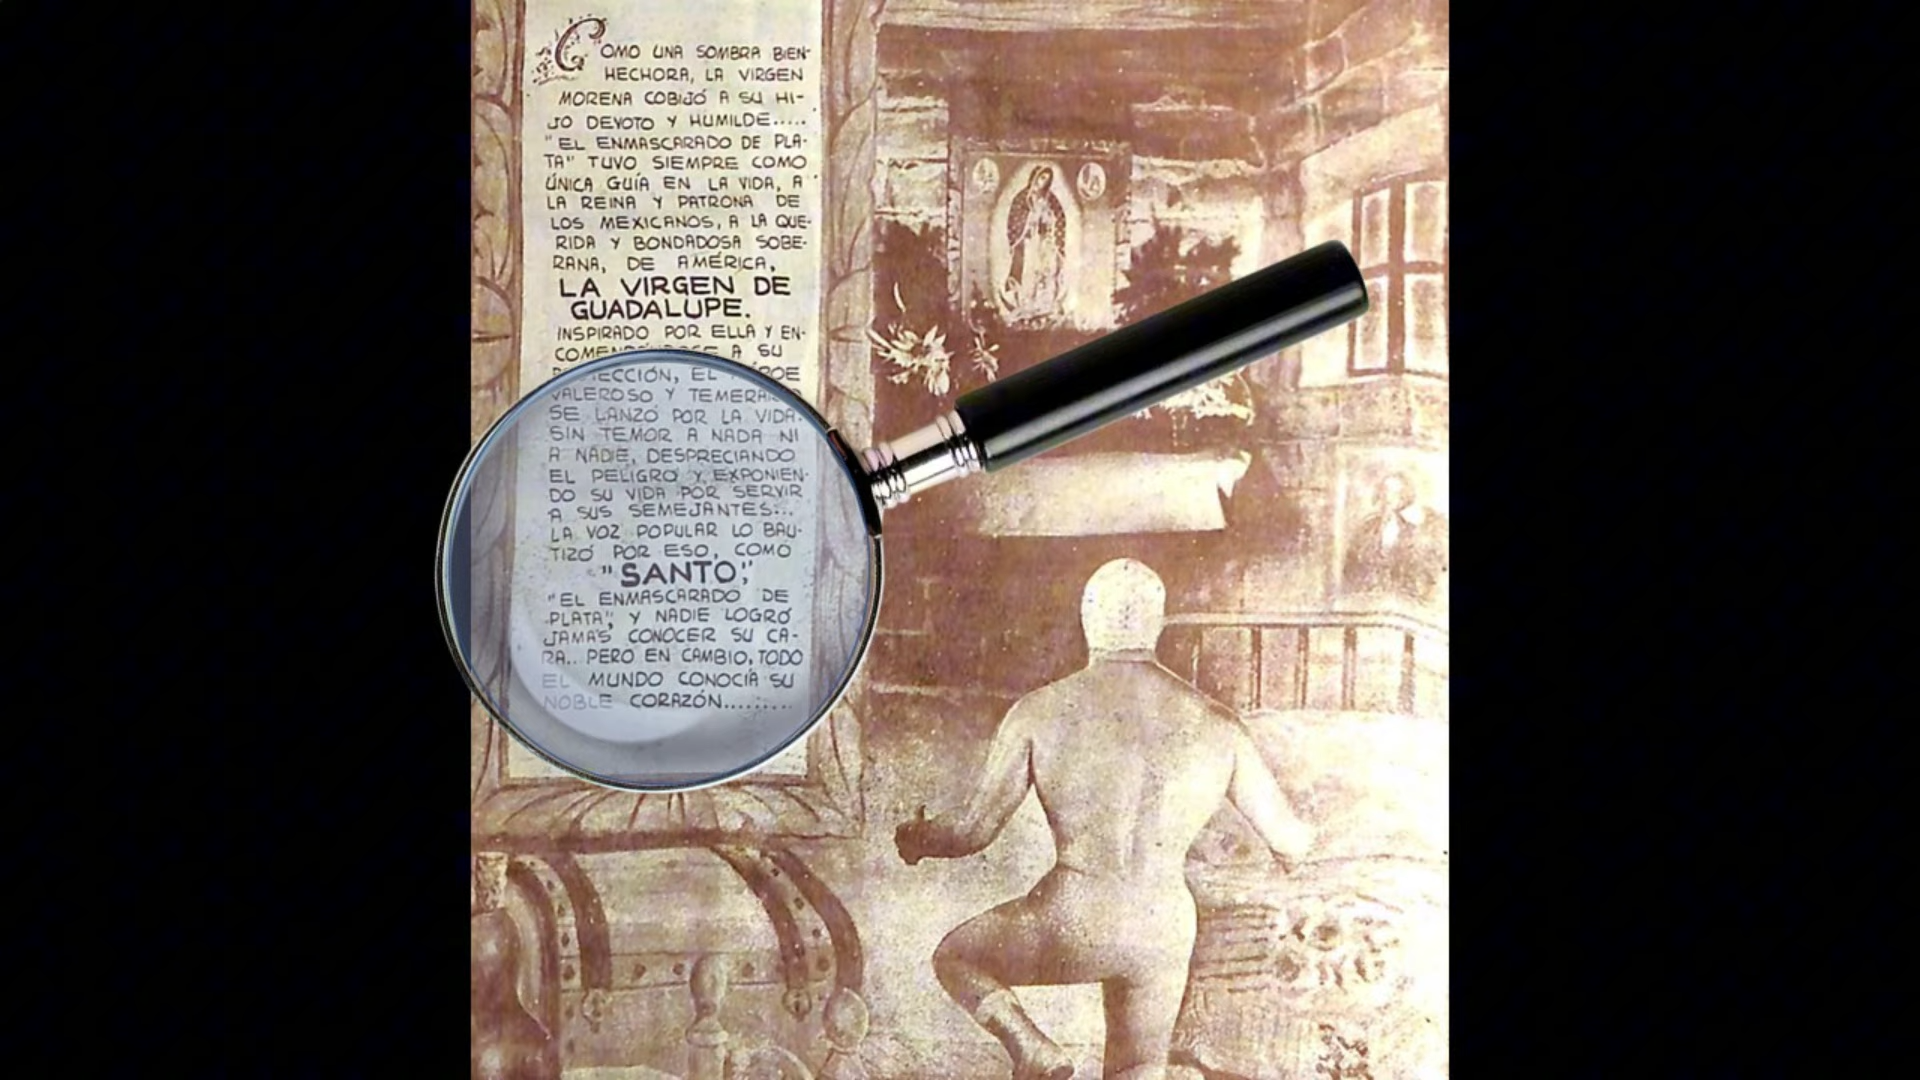 COMO UNA SOMBRA BIEN-
HECHORA, LA VIRGEN
MORENA COBIJÓ A SU HI-
JO DEVOTO Y HUMILDE.....
"EL ENMASCARADO DE PLA-
TA" TUVO SIEMPRE COMO
ÚNICA GUÍA EN LA VIDA, A
LA REINA Y PATRONA DE
LOS MEXICANOS, A LA QUE-
RIDA Y BONDADOSA SOBE-
RANA, DE AMÉRICA,
LA VIRGEN DE
GUADALUPE.
INSPIRADO POR ELLA Y EN-
A SU
EL
VALEROSO Y
SE LANZÓ POR LA VIDA
SIN TEMOR A NADA NI
A NADIE, DESPRECIANDO
EL PELIGRO Y EXPONIEN-
DO SU VIDA POR SERVIR
A SUS SEMEJANTES...
LA VOZ POPULAR LO BAU-
TIZÓ POR ESO, COMO
"SANTO",
"EL ENMASCARADO DE
PLATA", Y NADIE LOGRÓ
JAMÁS CONOCER SU CA-
RA... PERO EN CAMBIO, TODO
EL MUNDO CONOCÍA SU
NOBLE CORAZÓN.........